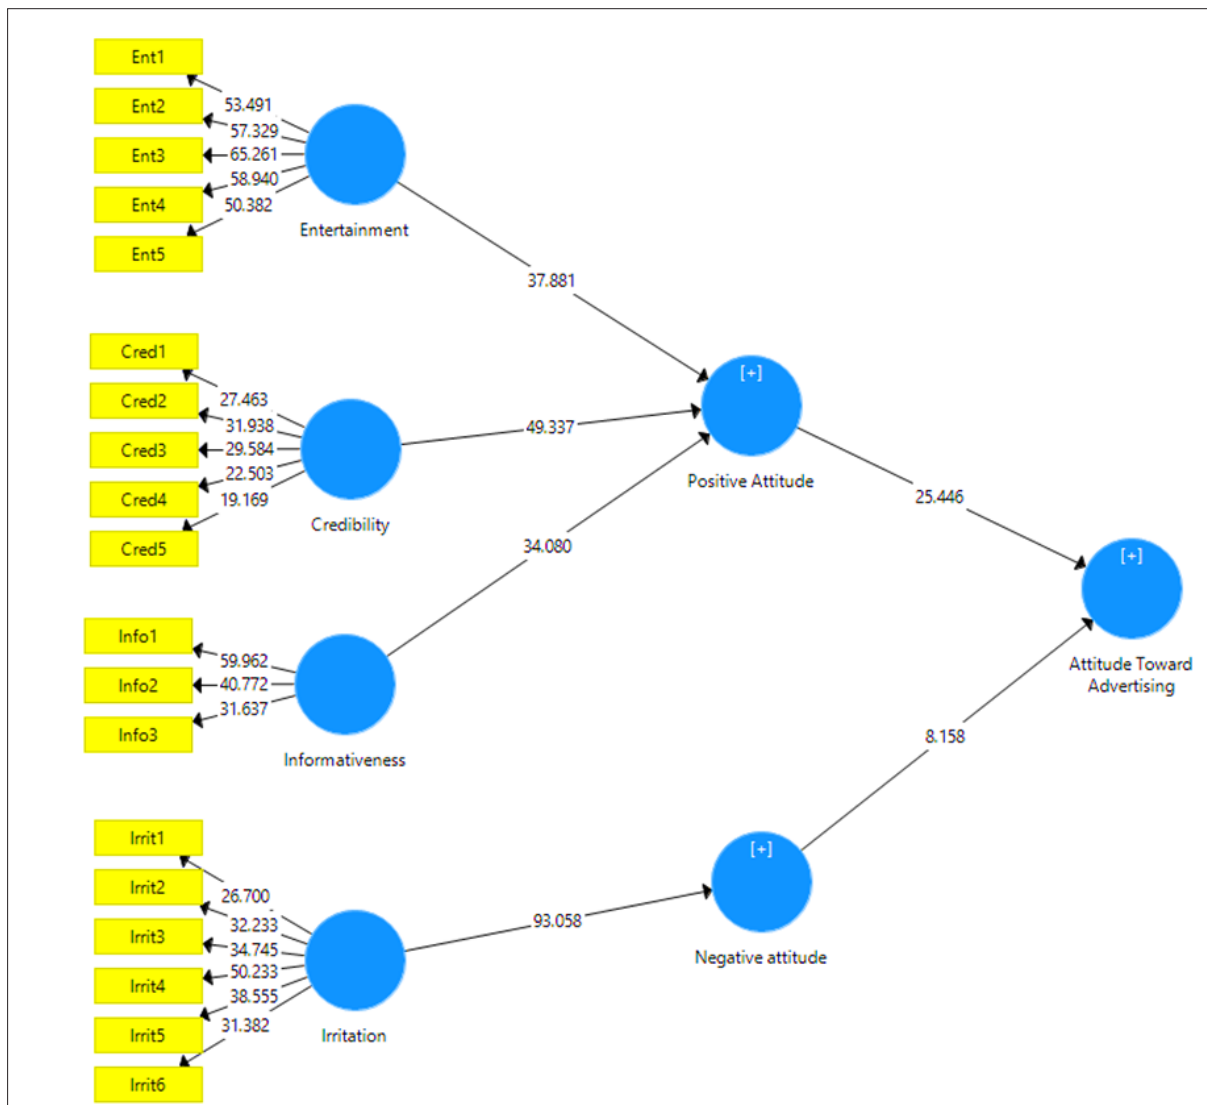 Ent1
53.491
Ent2
57.329
Ent3
65.261
58.940
Ent4
50.382
Ent5
Entertainment
37.881
Cred1
27.463
Cred2
31.938
Cred3
29.584
22.503
Cred4
19.169
Cred5
Credibility
49.337
[+]
Positive Attitude
25.446
34.080
[+]
Attitude Toward
Advertising
Info1
59.962
Info2
40.772
31.637
Info3
Informativeness
8.158
Irrit1
26.700
Irrit2
32.233
Irrit3
34.745
50.233
Irrit4
38.555
31.382
Irrit5
Irrit6
Irritation
93.058
[+]
Negative attitude